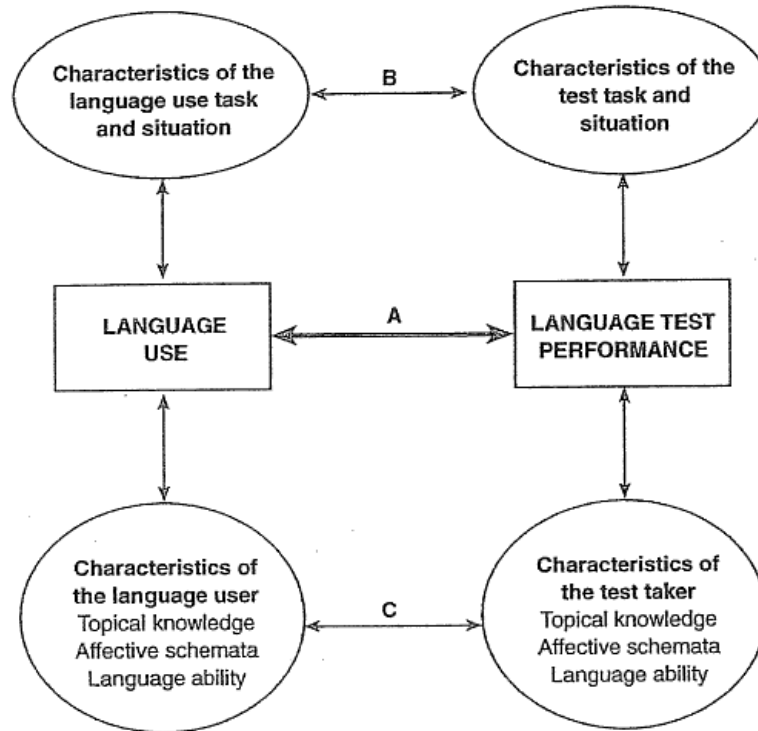 Characteristics of the
language use task
and situation
B
Characteristics of the
test task and
situation
LANGUAGE
USE
A
LANGUAGE TEST
PERFORMANCE
Characteristics of
the language user
Topical knowledge
Affective schemata
Language ability
C
Characteristics of
the test taker
Topical knowledge
Affective schemata
Language ability